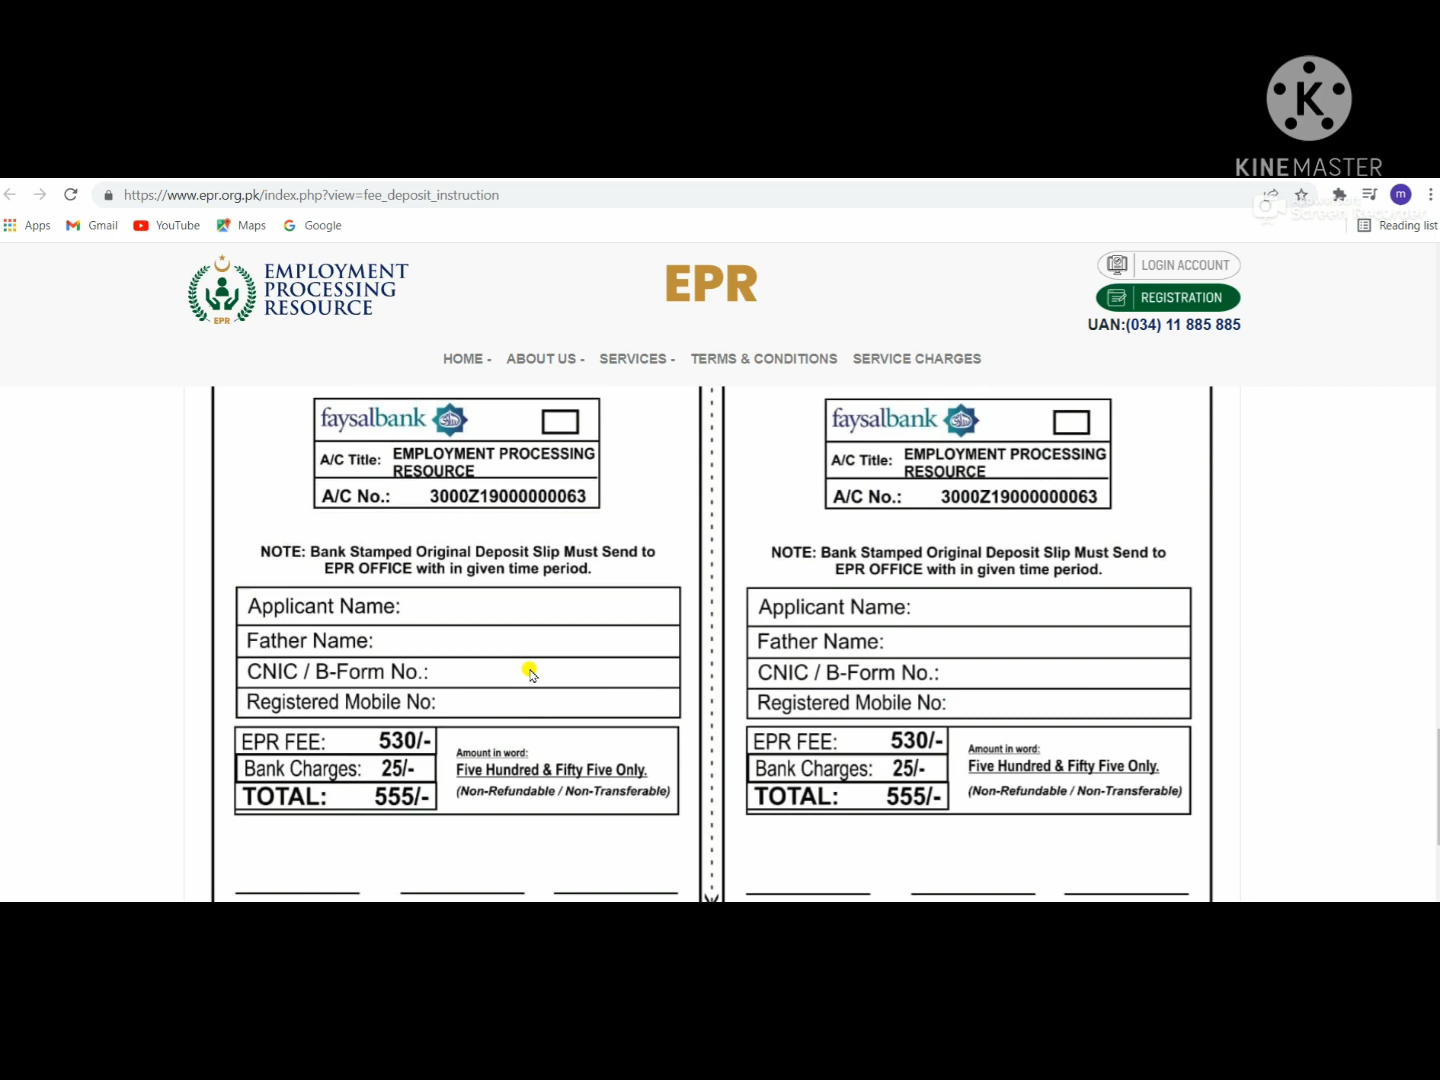 KINEMASTER
https://www.epr.org.pk/index.php?view=fee_deposit_instruction
m
Screen Recorder
Apps
Gmail
YouTube
Maps
Google
Reading list
EMPLOYMENT
PROCESSING
RESOURCE
EPR
EPR
LOGIN ACCOUNT
REGISTRATION
UAN:(034) 11 885 885
HOME -
ABOUT US -
SERVICES -
TERMS & CONDITIONS
SERVICE CHARGES
faysalbank
A/C Title: EMPLOYMENT PROCESSING
RESOURCE
A/C No.: 3000Z19000000063
NOTE: Bank Stamped Original Deposit Slip Must Send to
EPR OFFICE with in given time period.
Applicant Name:
Father Name:
CNIC / B-Form No.:
Registered Mobile No:
EPR FEE: 530/-
Bank Charges: 25/-
TOTAL: 555/-
Amount in word:
Five Hundred & Fifty Five Only.
(Non-Refundable / Non-Transferable)
faysalbank
A/C Title: EMPLOYMENT PROCESSING
RESOURCE
A/C No.: 3000Z19000000063
NOTE: Bank Stamped Original Deposit Slip Must Send to
EPR OFFICE with in given time period.
Applicant Name:
Father Name:
CNIC / B-Form No.:
Registered Mobile No:
EPR FEE: 530/-
Bank Charges: 25/-
TOTAL: 555/-
Amount in word:
Five Hundred & Fifty Five Only.
(Non-Refundable / Non-Transferable)